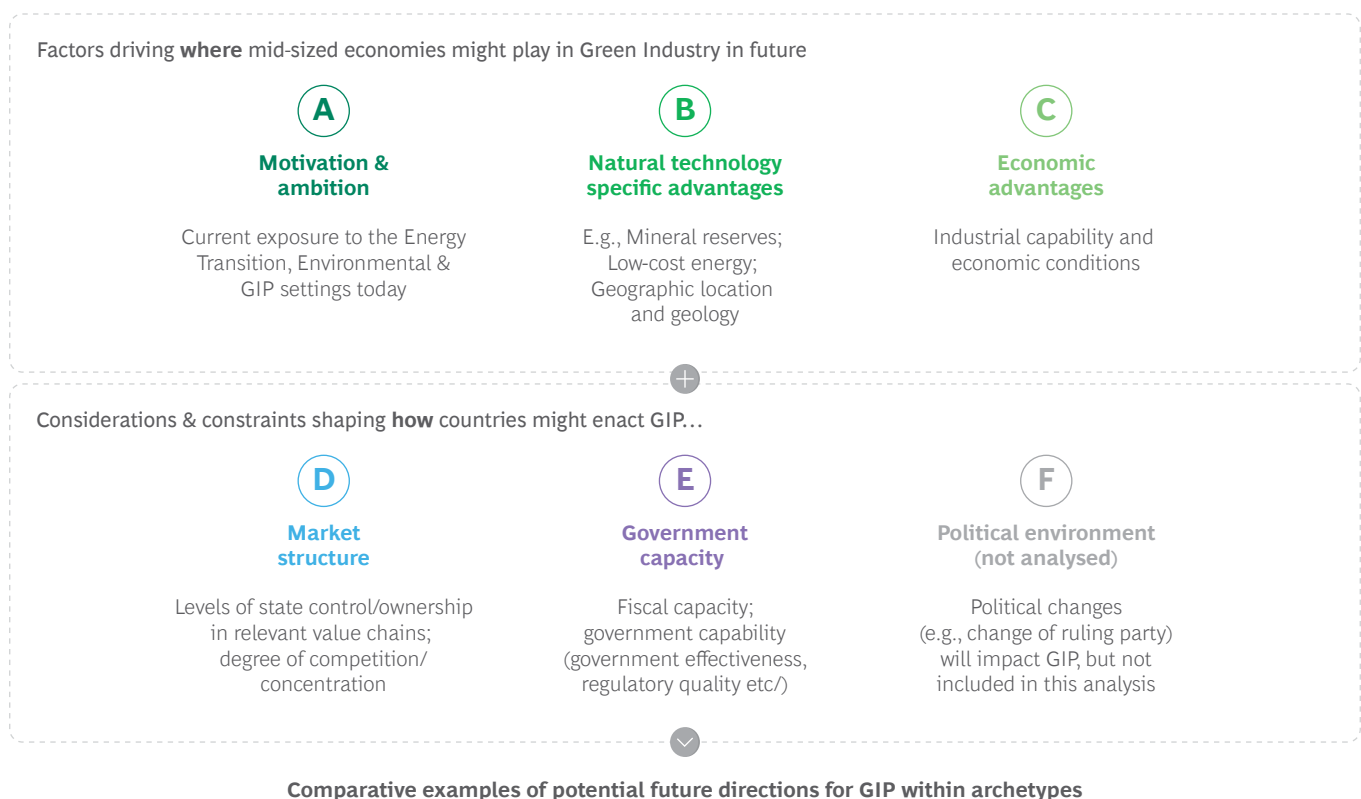 Factors driving where mid-sized economies might play in Green Industry in future
A
Motivation &
ambition
Current exposure to the Energy
Transition, Environmental &
GIP settings today
B
Natural technology
specific advantages
E.g., Mineral reserves;
Low-cost energy;
Geographic location
and geology
C
Economic
advantages
Industrial capability and
economic conditions
Considerations & constraints shaping how countries might enact GIP…
D
Market
structure
Levels of state control/ownership
in relevant value chains;
degree of competition/
concentration
E
Government
capacity
Fiscal capacity;
government capability
(government effectiveness,
regulatory quality etc/)
F
Political environment
(not analysed)
Political changes
(e.g., change of ruling party)
will impact GIP, but not
included in this analysis
Comparative examples of potential future directions for GIP within archetypes